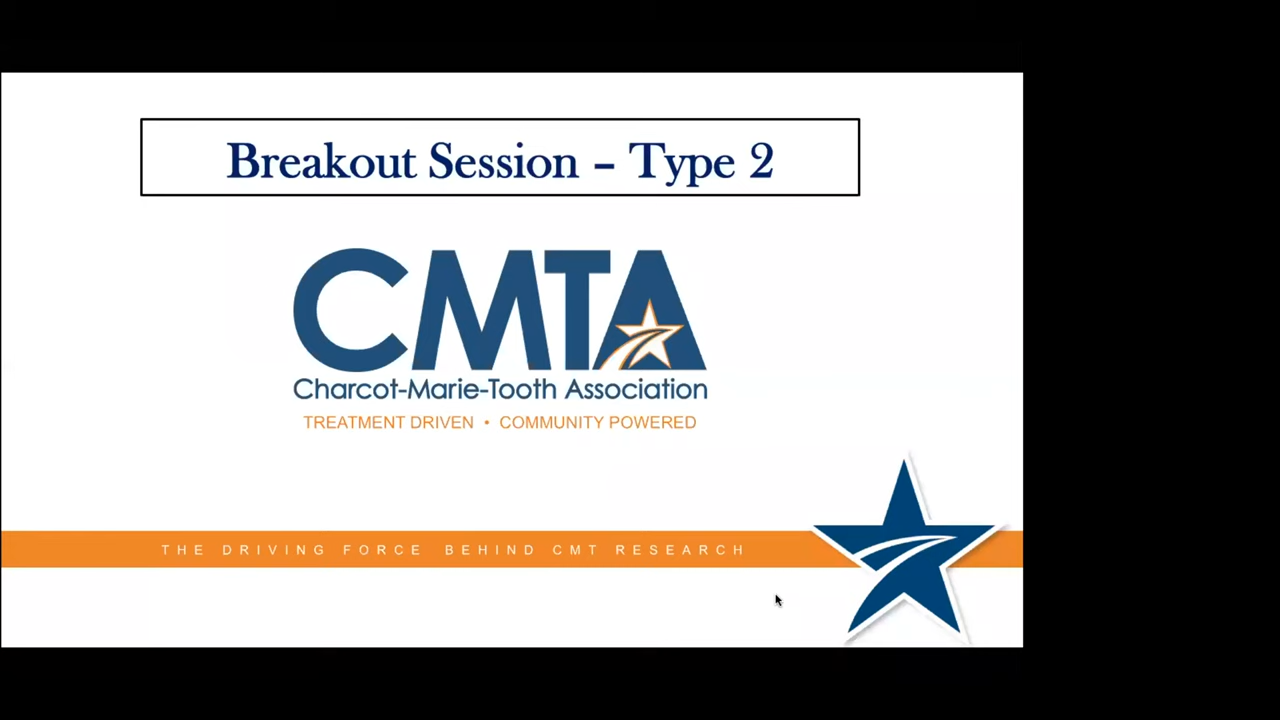 Breakout Session – Type 2
CMTA
Charcot-Marie-Tooth Association
TREATMENT DRIVEN • COMMUNITY POWERED
THE DRIVING FORCE BEHIND CMT RESEARCH